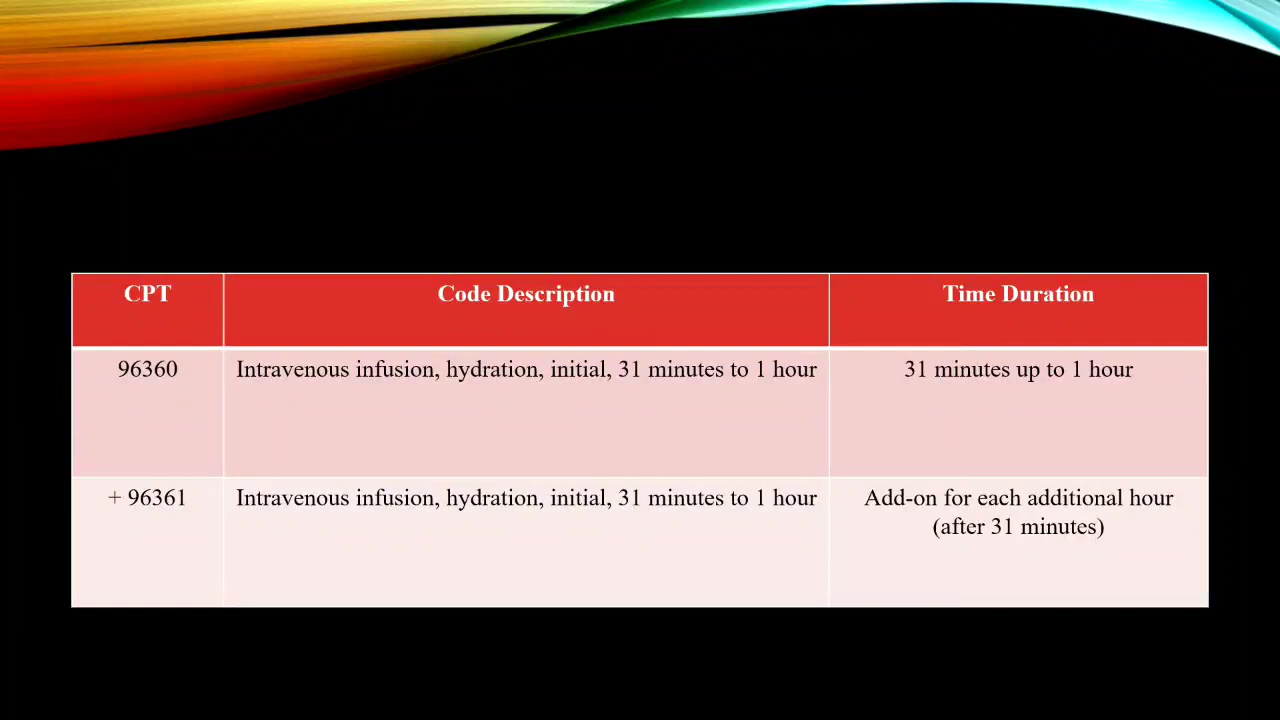 CPT Code Description Time Duration
96360 Intravenous infusion, hydration, initial, 31 minutes to 1 hour 31 minutes up to 1 hour
+ 96361 Intravenous infusion, hydration, initial, 31 minutes to 1 hour Add-on for each additional hour
(after 31 minutes)